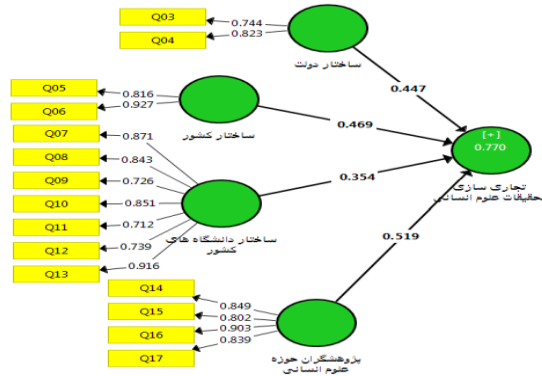 Q03
0.744
Q04
0.823
ساختار دولت
0.447
Q05
0.816
Q06
0.927
ساختار کشور
0.469
[+]
0.770
تجاری سازی
تحقیقات علوم انسانی
Q07
0.871
Q08
0.843
Q09
0.726
Q10
0.851
Q11
0.712
Q12
0.739
Q13
0.916
ساختار دانشگاه های
کشور
0.354
0.519
Q14
0.849
Q15
0.802
Q16
0.903
Q17
0.839
پژوهشگران حوزه
علوم انسانی